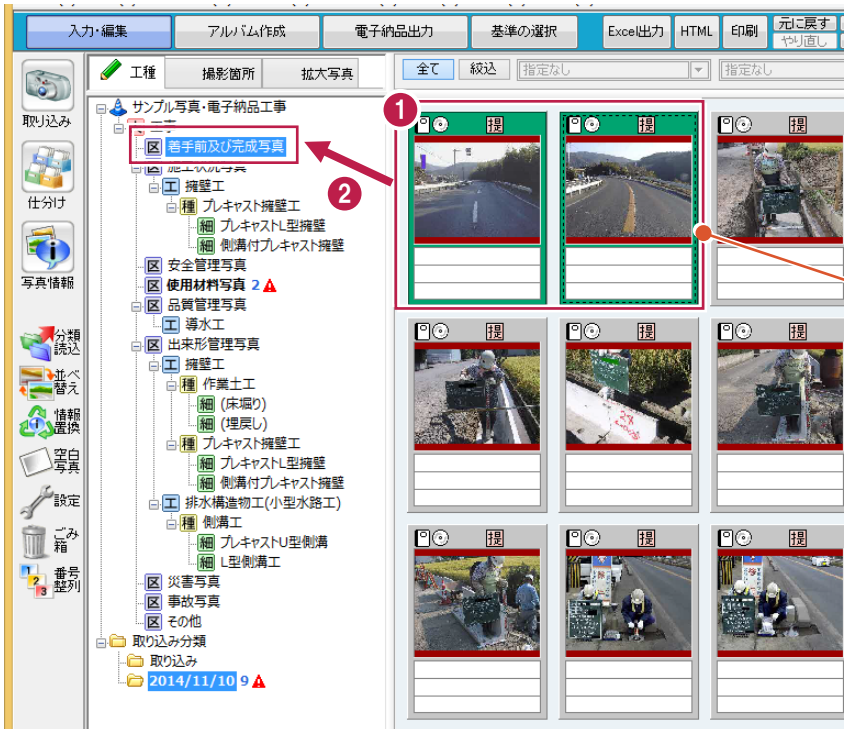 入力・編集
アルバム作成
電子納品出力
基準の選択
Excel出力
HTML
印刷
元に戻す
やり直し
取り込み
仕分け
写真情報
分類
読込
並べ
替え
情報
置換
空白
写真
設定
ごみ
箱
番号
整列
工種
撮影箇所
拡大写真
全て
絞込
指定なし
指定なし
サンプル写真・電子納品工事
区 着手前及び完成写真
区 施工状況写真
工 擁壁工
種 プレキャスト擁壁工
細 プレキャストL型擁壁
細 側溝付プレキャスト擁壁
区 安全管理写真
区 使用材料写真 2
区 品質管理写真
工 導水工
区 出来形管理写真
工 擁壁工
種 作業土工
細 (床堀り)
細 (埋戻し)
種 プレキャスト擁壁工
細 プレキャストL型擁壁
細 側溝付プレキャスト擁壁
工 排水構造物工(小型水路工)
種 側溝工
細 プレキャストU型側溝
細 L型側溝工
区 災害写真
区 事故写真
区 その他
取り込み分類
取り込み
2014/11/10 9
1
2
提
提
提
提
提
提
提
提
提